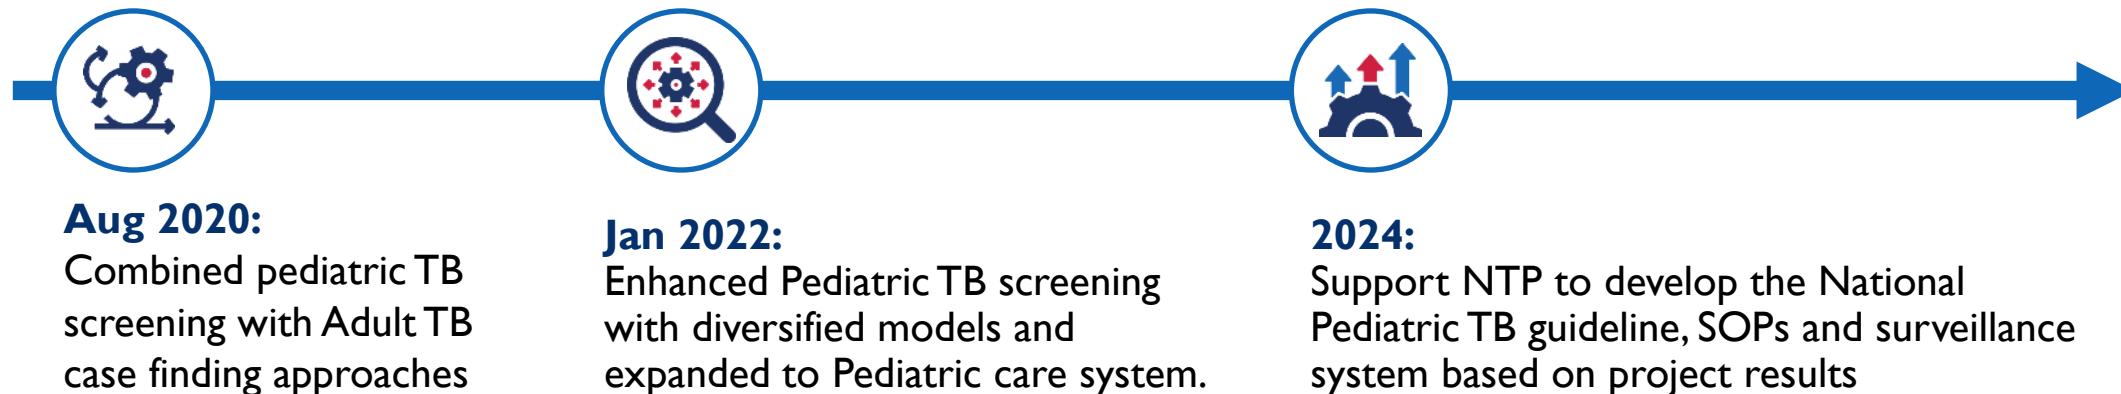 Aug 2020:
Combined pediatric TB
screening with Adult TB
case finding approaches
Jan 2022:
Enhanced Pediatric TB screening
with diversified models and
expanded to Pediatric care system.
2024:
Support NTP to develop the National
Pediatric TB guideline, SOPs and surveillance
system based on project results